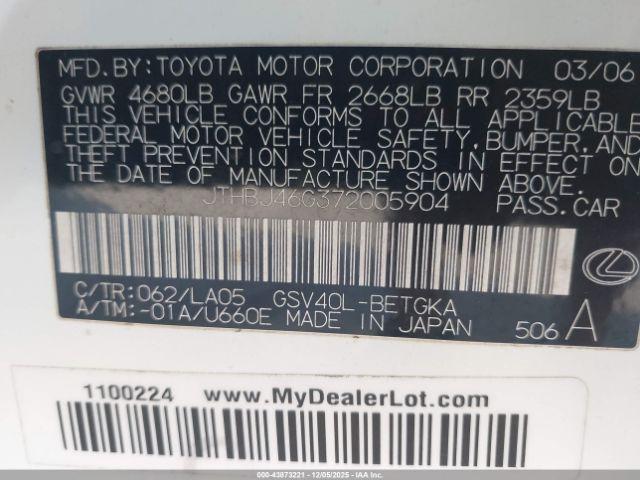 MFD.BY:TOYOTA MOTOR CORPORATION 03/06
GVWR 4680LB GAWR FR 2668LB RR 2359LB
THIS VEHICLE CONFORMS TO ALL APPLICABLE
FEDERAL MOTOR VEHICLE SAFETY,BUMPER,AND
THEFT PREVENTION STANDARDS IN EFFECT ON
THE DATE OF MANUFACTURE SHOWN ABOVE.
JTHBJ46G372005904 PASS.CAR
C/TR:062/LA05 GSV40L-BETGKA
A/TM:-01A/U660E MADE IN JAPAN 506 A
1100224 www.MyDealerLot.com
000-43873221 - 12/05/2025 - IAA